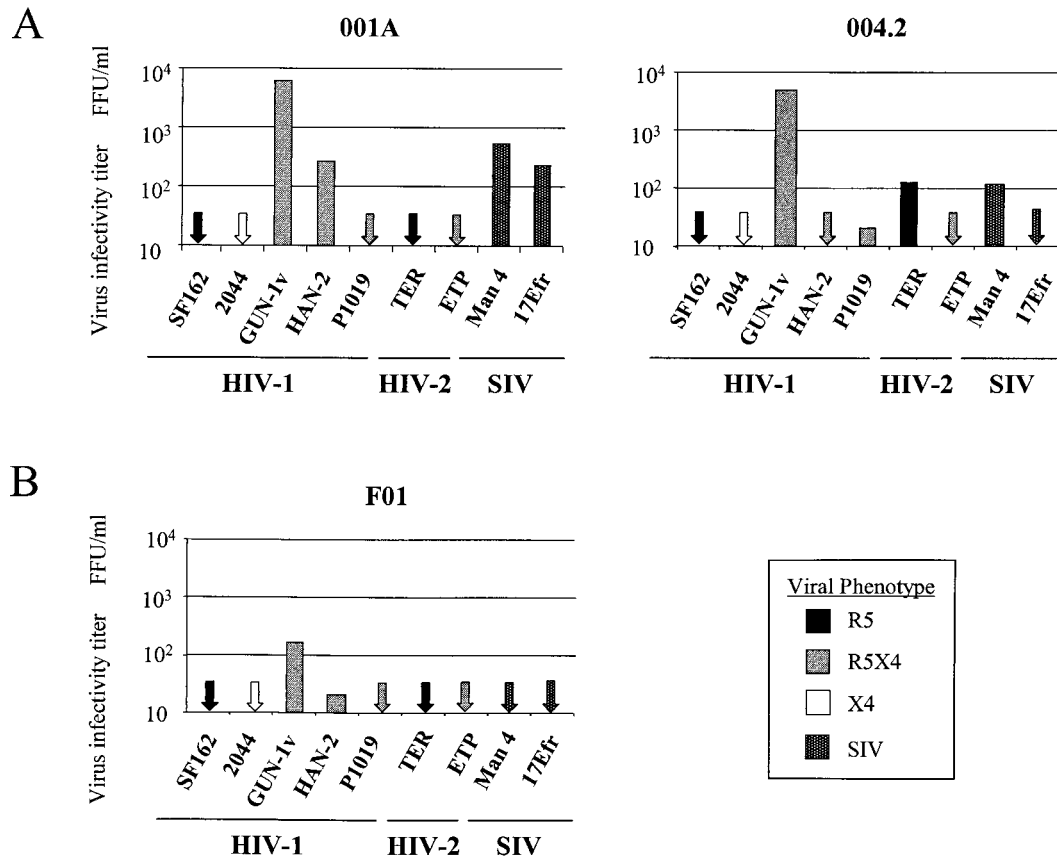 A
001A
Virus infectivity titer FFU/ml
10^4
10^3
10^2
10
SF162
2044
GUN-1v
HAN-2
P1019
TER
ETP
Man 4
17Efr
HIV-1
HIV-2
SIV
004.2
10^4
10^3
10^2
10
SF162
2044
GUN-1v
HAN-2
P1019
TER
ETP
Man 4
17Efr
HIV-1
HIV-2
SIV
B
F01
Virus infectivity titer FFU/ml
10^4
10^3
10^2
10
SF162
2044
GUN-1v
HAN-2
P1019
TER
ETP
Man 4
17Efr
HIV-1
HIV-2
SIV
Viral Phenotype
R5
R5X4
X4
SIV